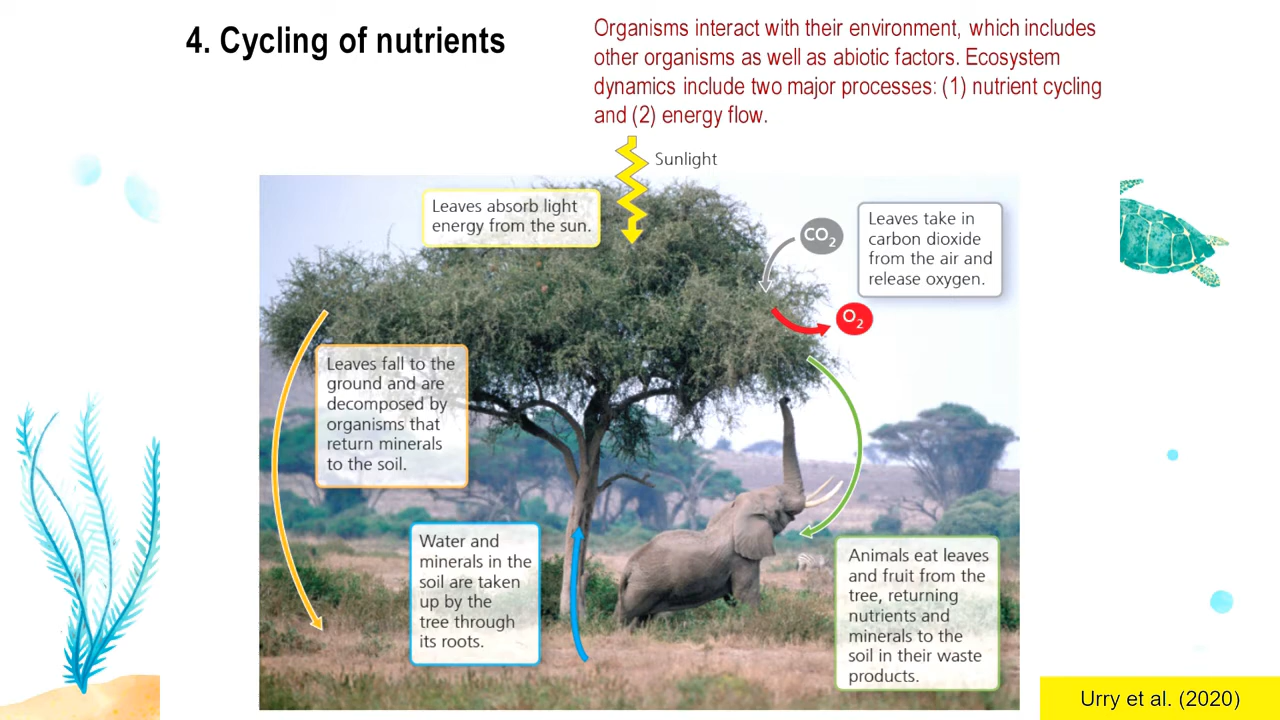 4. Cycling of nutrients
Organisms interact with their environment, which includes
other organisms as well as abiotic factors. Ecosystem
dynamics include two major processes: (1) nutrient cycling
and (2) energy flow.
Sunlight
Leaves absorb light
energy from the sun.
CO2
Leaves take in
carbon dioxide
from the air and
release oxygen.
O2
Leaves fall to the
ground and are
decomposed by
organisms that
return minerals
to the soil.
Water and
minerals in the
soil are taken
up by the
tree through
its roots.
Animals eat leaves
and fruit from the
tree, returning
nutrients and
minerals to the
soil in their waste
products.
Urry et al. (2020)